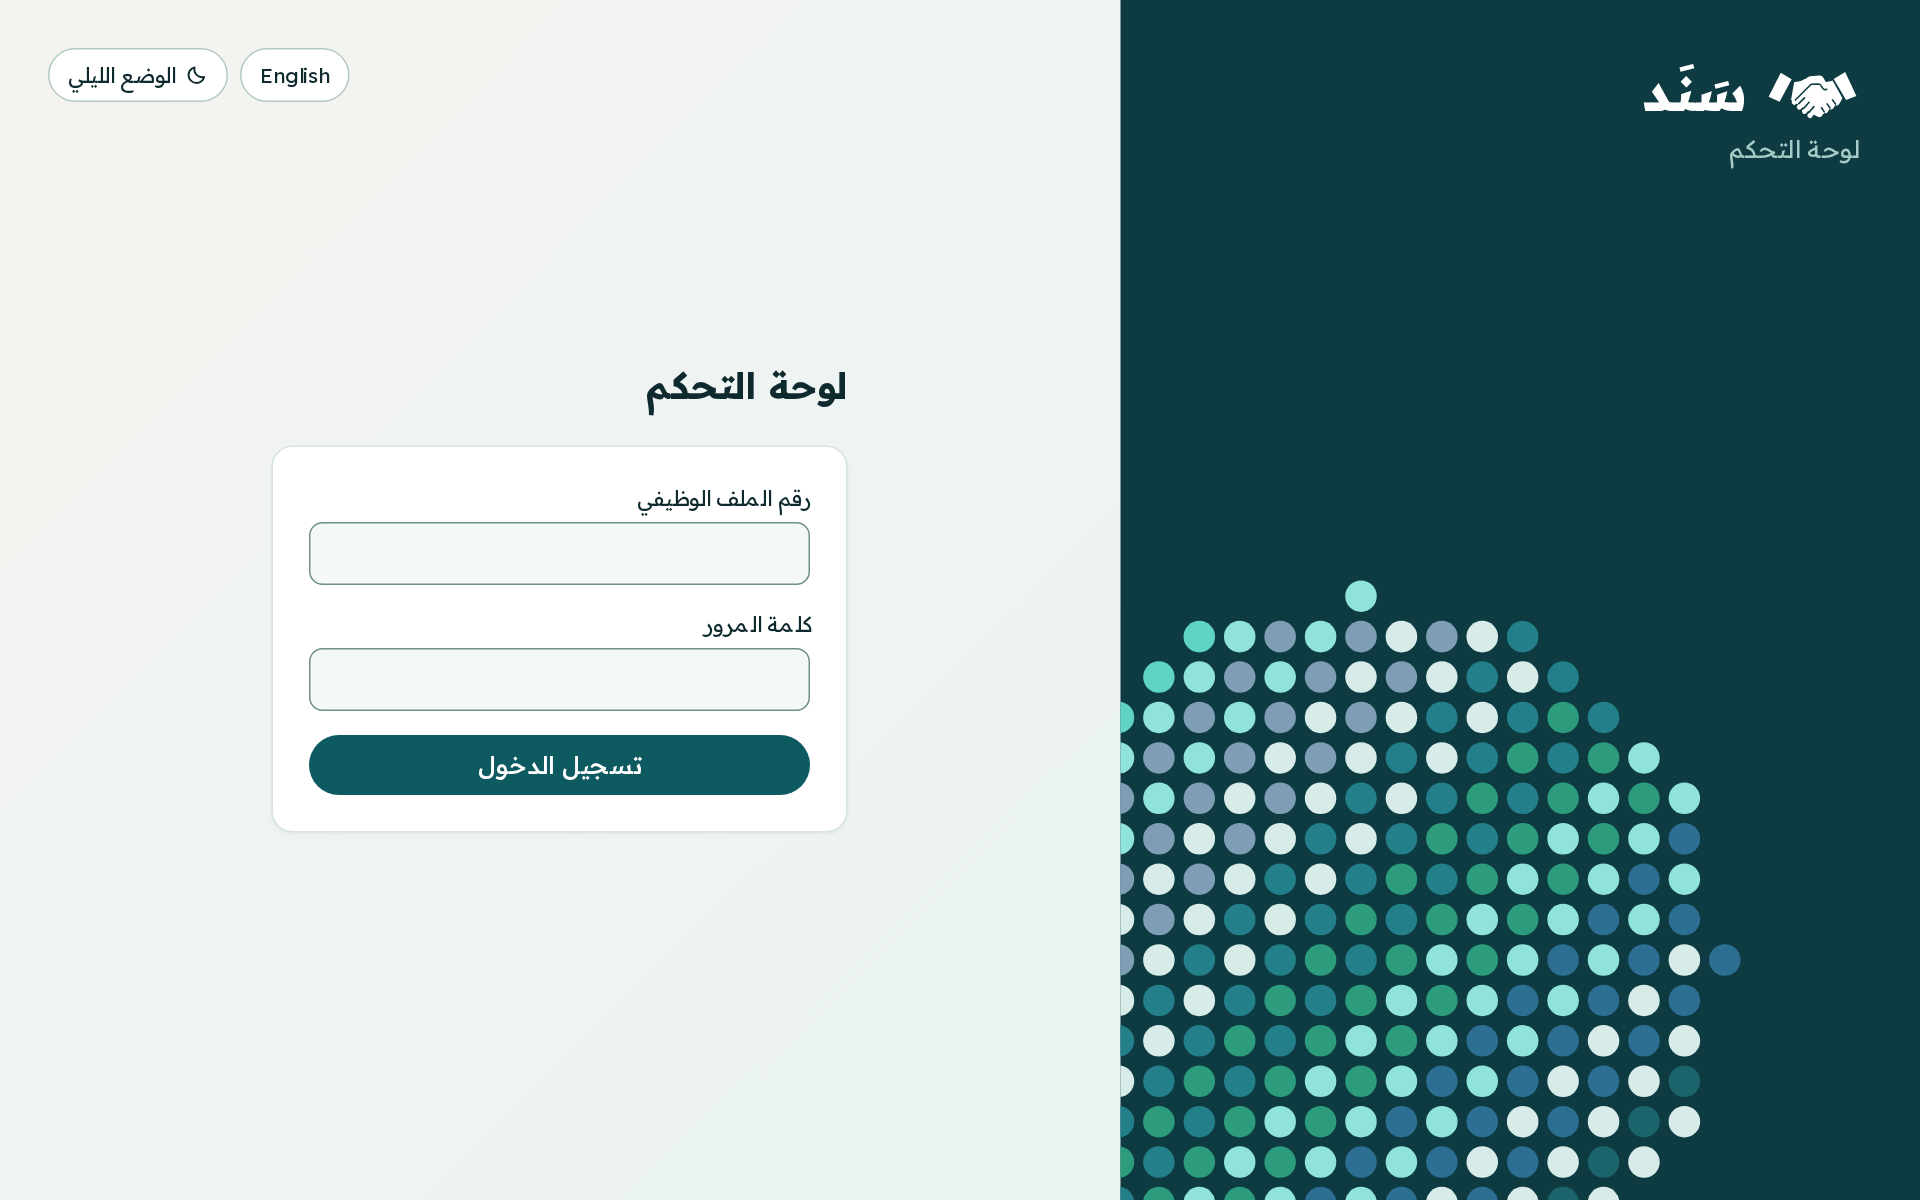 سَنَد
لوحة التحكم
English
الوضع الليلي
لوحة التحكم
رقم الملف الوظيفي
كلمة المرور
تسجيل الدخول